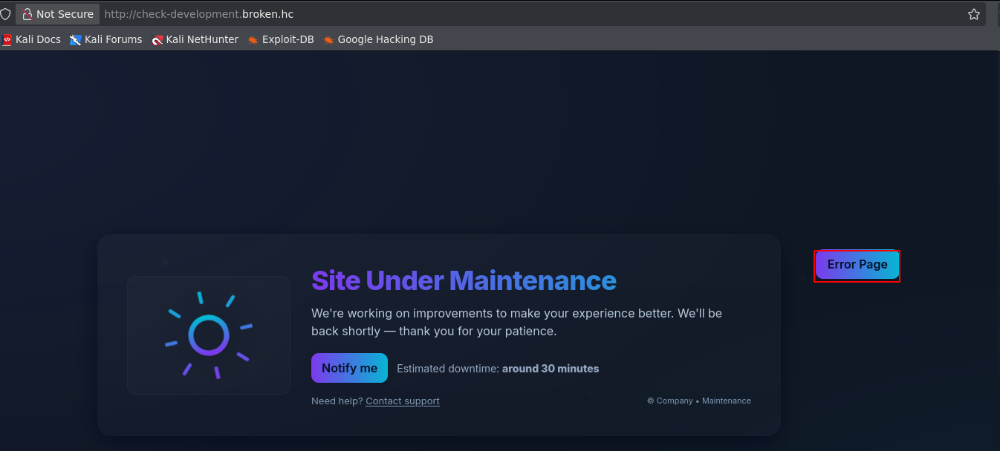 Not Secure http://check-development.broken.hc
Kali Docs Kali Forums Kali NetHunter Exploit-DB Google Hacking DB
Error Page
Site Under Maintenance
We're working on improvements to make your experience better. We'll be
back shortly — thank you for your patience.
Notify me Estimated downtime: around 30 minutes
Need help? Contact support © Company • Maintenance